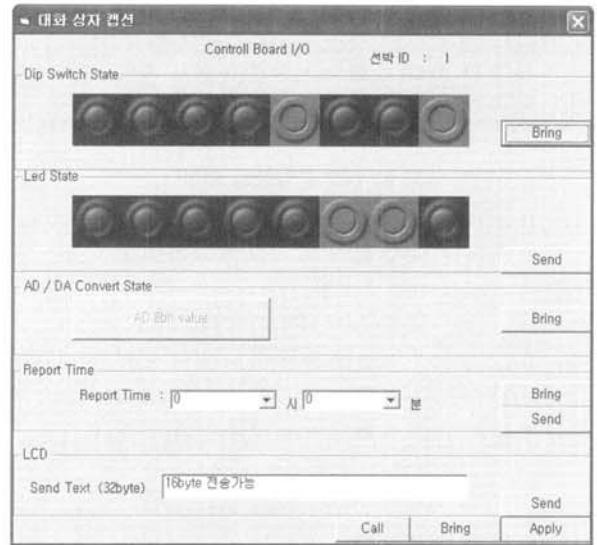 대화 상자 캡션
Controll Board I/O
선박 ID : 1
Dip Switch State
Bring
Led State
Send
AD / DA Convert State
AD 8bit value
Bring
Report Time
Report Time : 0 시 0 분
Bring
Send
LCD
Send Text (32byte) 16byte 전송가능
Send
Call Bring Apply